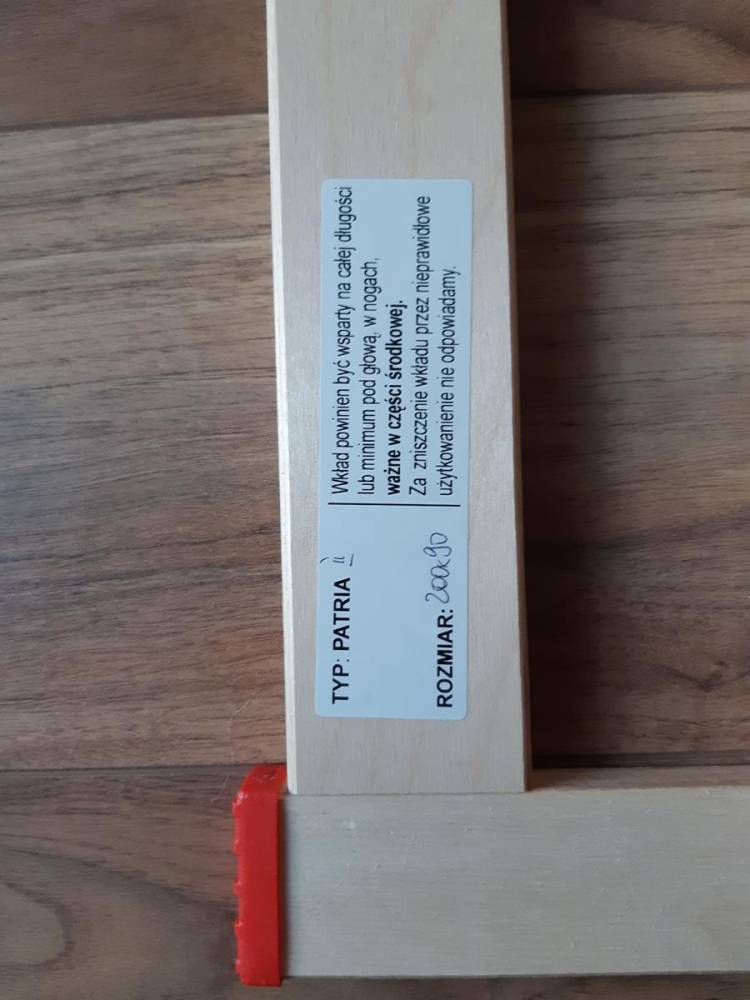 TYP: PATRIA II
ROZMIAR: 200x90
Wkład powinien być wsparty na całej długości
lub minimum pod głową, w nogach,
ważne w części środkowej.
Za zniszczenie wkładu przez nieprawidłowe
użytkowanienie nie odpowiadamy.